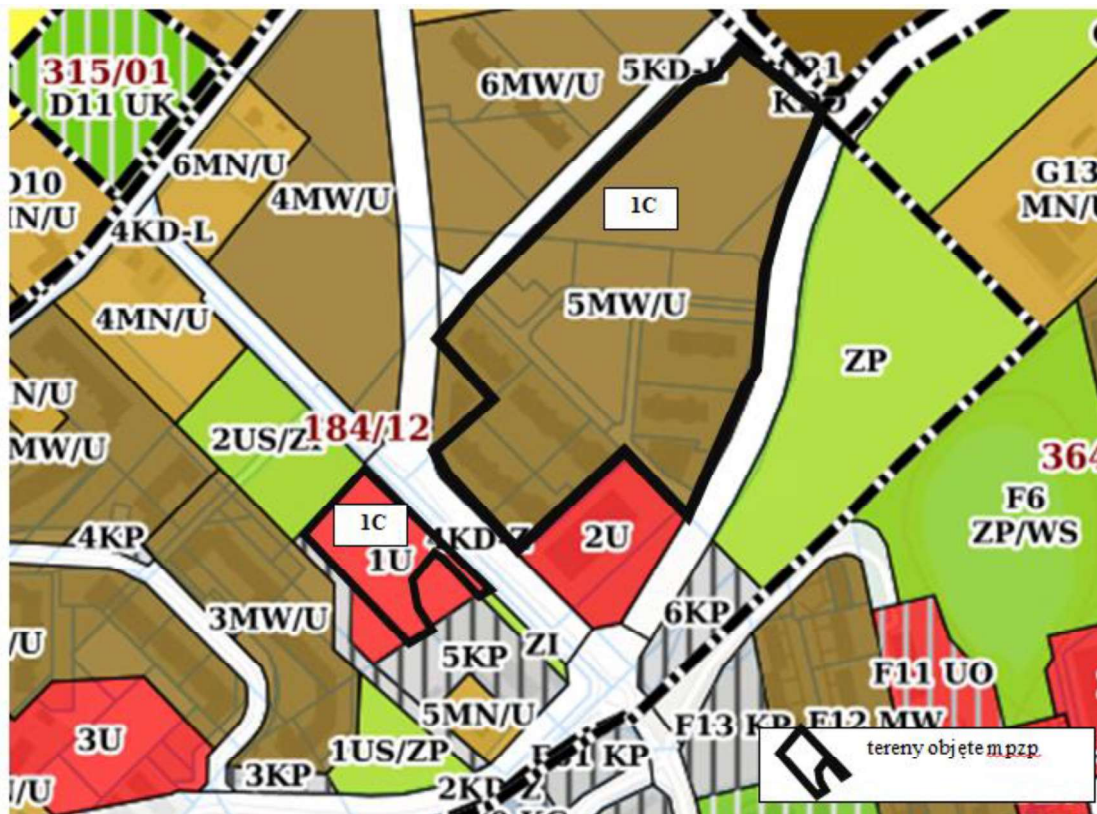 315/01
D11 UK
6MW/U
5KD-L
6MN/U
4MW/U
1C
G13
4KD-L
5MW/U
4MN/U
ZP
184/12
2US/ZP
MW/U
364
F6
ZP/WS
1C
4KD-Z
1U
2U
4KP
3MW/U
6KP
ZI
5KP
F11 UO
5MN/U
F13 KP
F12 MW
3U
1US/ZP
tereny objęte mpzp
3KP
2KD-Z